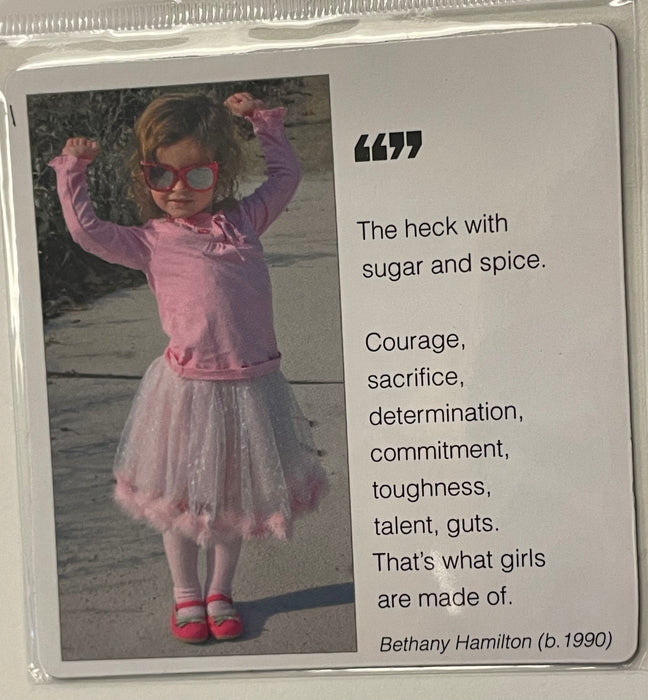 ““””
The heck with
sugar and spice.
Courage,
sacrifice,
determination,
commitment,
toughness,
talent, guts.
That’s what girls
are made of.
Bethany Hamilton (b. 1990)